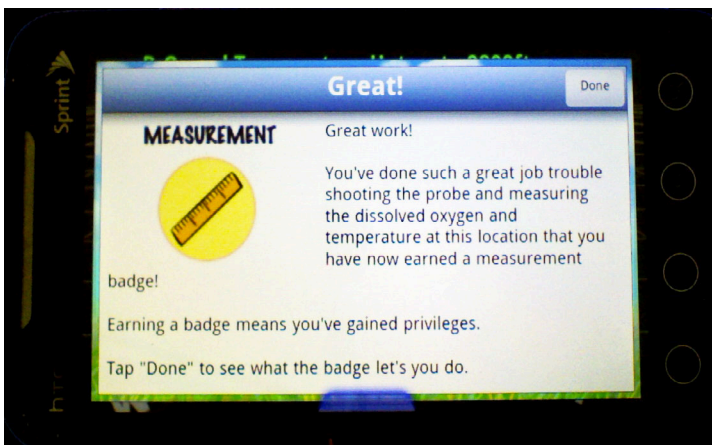 Great!
Done
MEASUREMENT
Great work!
You've done such a great job trouble
shooting the probe and measuring
the dissolved oxygen and
temperature at this location that you
have now earned a measurement
badge!
Earning a badge means you've gained privileges.
Tap "Done" to see what the badge let's you do.
Sprint
hTC